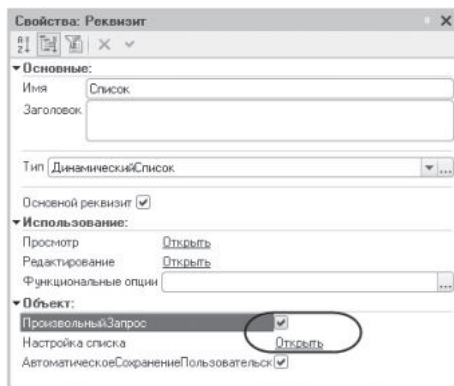 Свойства: Реквизит
Основные:
Имя Список
Заголовок
Тип ДинамическийСписок
Основной реквизит
Использование:
Просмотр Открыть
Редактирование Открыть
Функциональные опции
Объект:
ПроизвольныйЗапрос
Настройка списка Открыть
АвтоматическоеСохранениеПользовательск